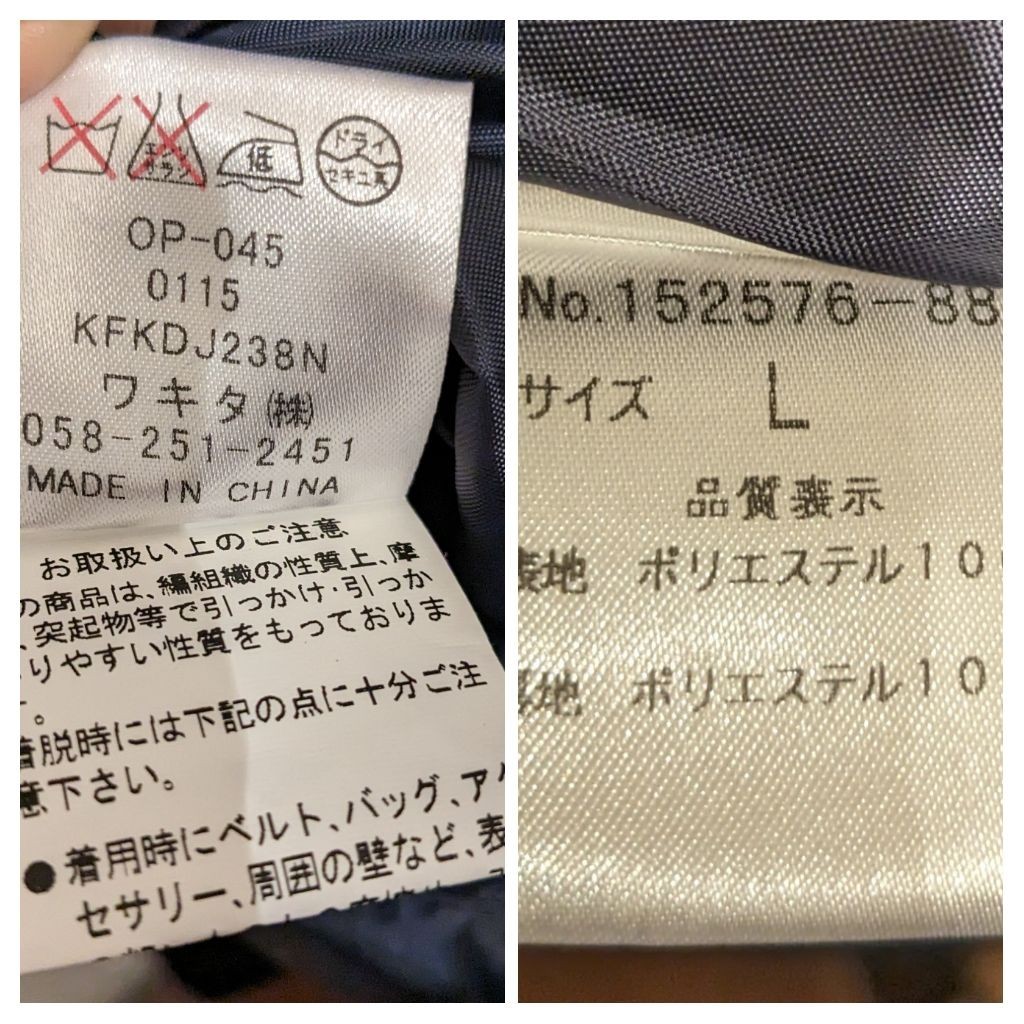 エンソ
サラシ
低
ドライ
セキユ系
OP-045
0115
KFKDJ238N
ワキタ(株)
058-251-2451
MADE IN CHINA
お取扱い上のご注意
の商品は、編組織の性質上、摩
、突起物等で引っかけ・引っか
りやすい性質をもっておりま
。
着脱時には下記の点に十分ご注
意下さい。
●着用時にベルト、バッグ、アク
セサリー、周囲の壁など、表
No.152576-88
サイズ L
品質表示
表地 ポリエステル10
裏地 ポリエステル10